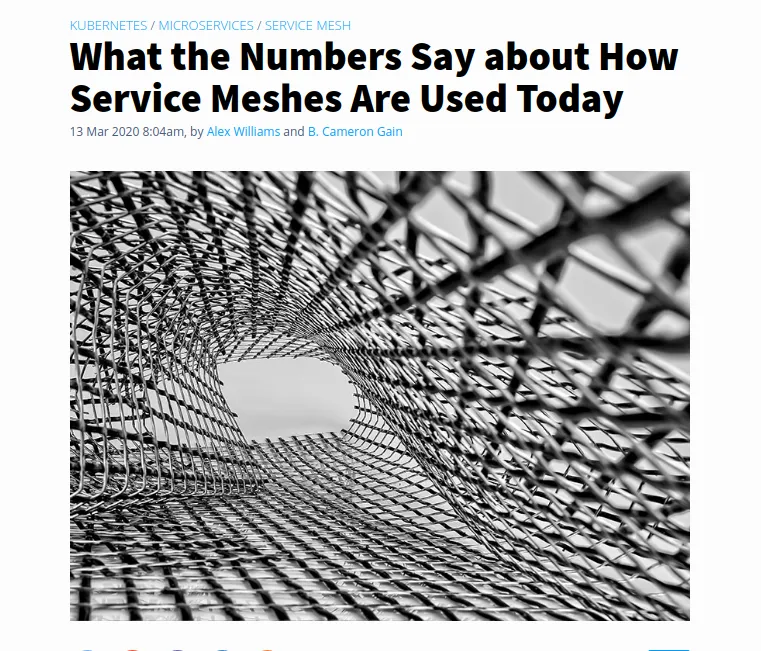 KUBERNETES / MICROSERVICES / SERVICE MESH
What the Numbers Say about How
Service Meshes Are Used Today
13 Mar 2020 8:04am, by Alex Williams and B. Cameron Gain